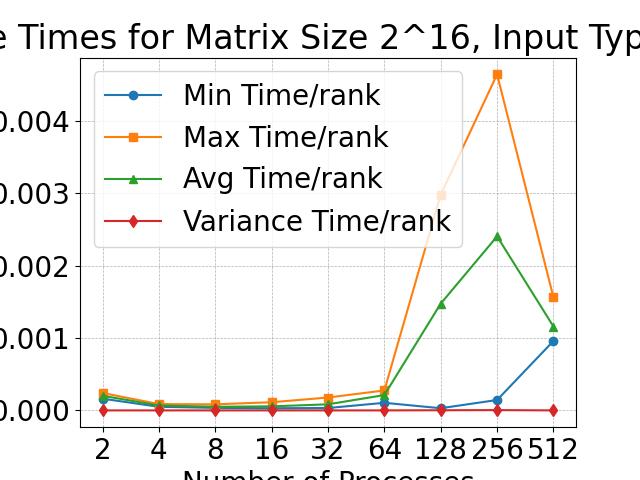 e Times for Matrix Size 2^16, Input Typ
Min Time/rank
Max Time/rank
Avg Time/rank
Variance Time/rank
0.004
0.003
0.002
0.001
0.000
2 4 8 16 32 64 128 256 512
Number of Processes